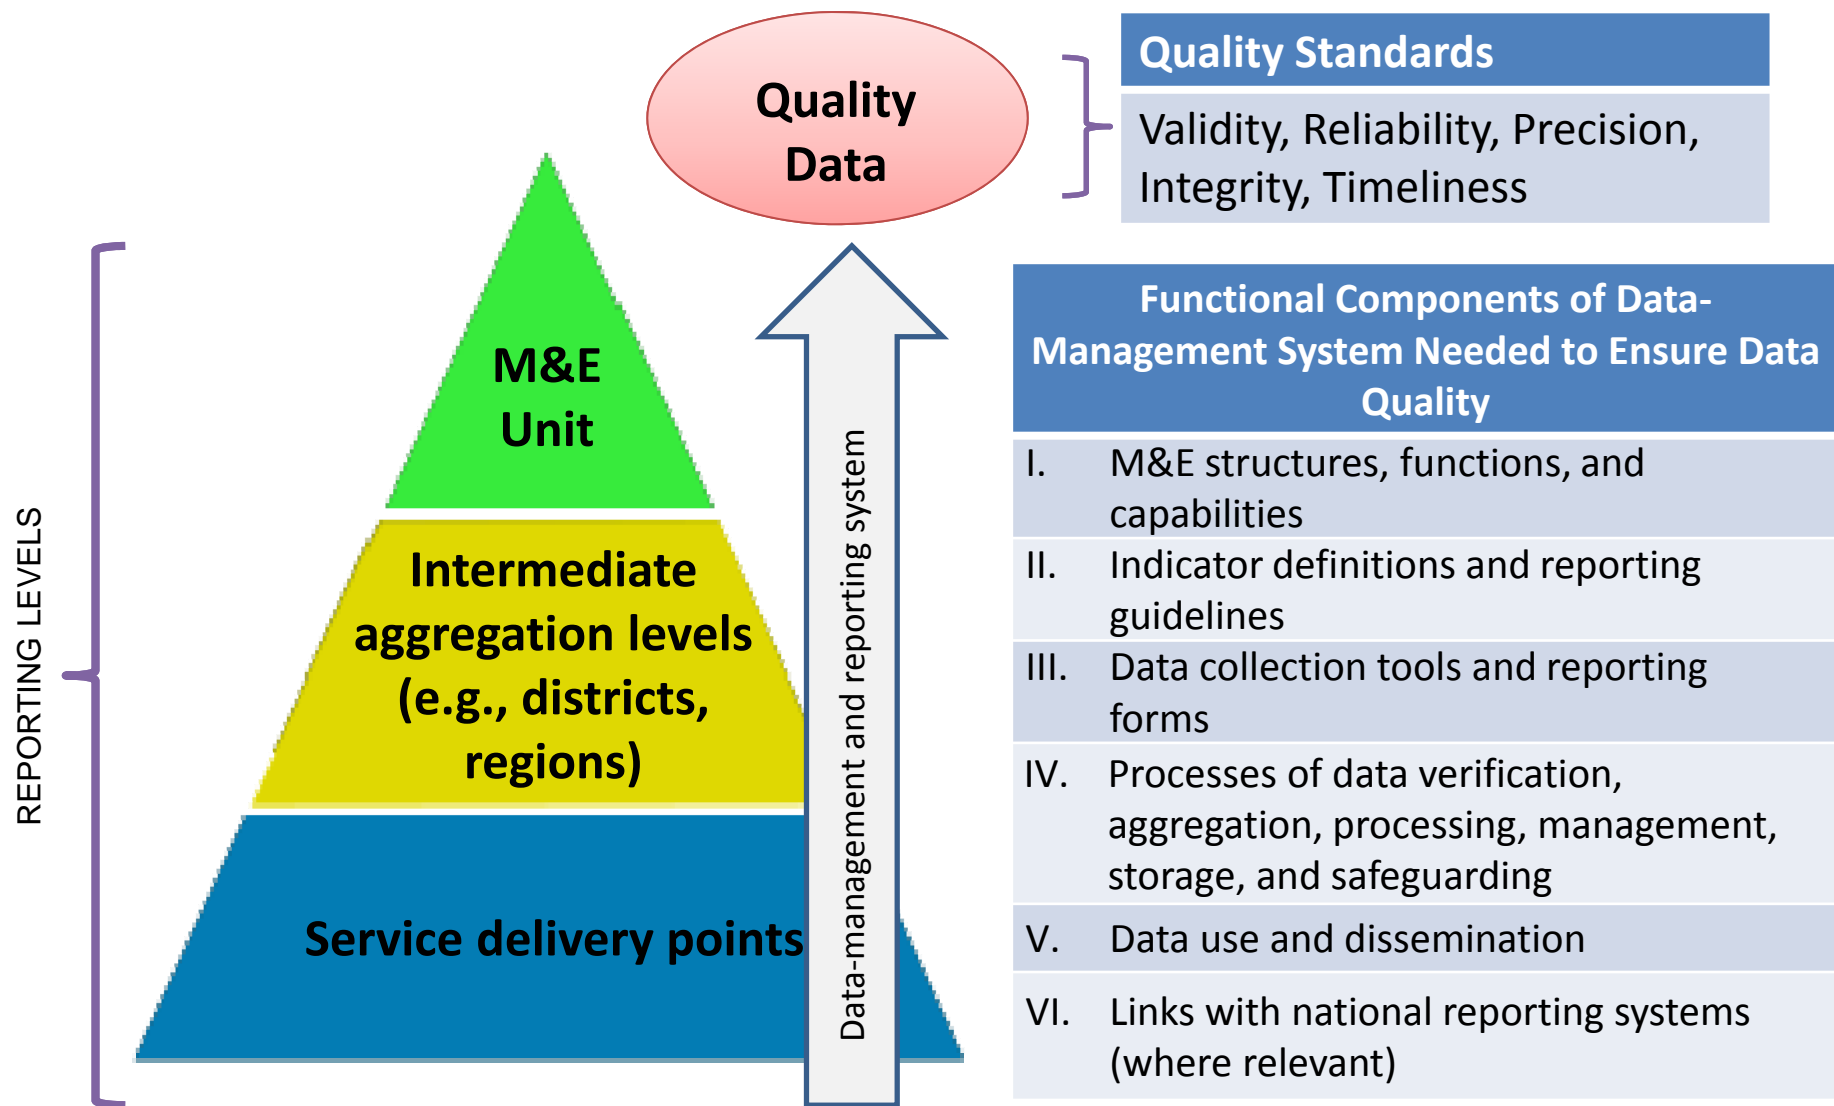 Quality
Data
Quality Standards
Validity, Reliability, Precision,
Integrity, Timeliness
REPORTING LEVELS
M&E
Unit
Intermediate
aggregation levels
(e.g., districts,
regions)
Service delivery points
Data-management and reporting system
Functional Components of Data-
Management System Needed to Ensure Data
Quality
I. M&E structures, functions, and
capabilities
II. Indicator definitions and reporting
guidelines
III. Data collection tools and reporting
forms
IV. Processes of data verification,
aggregation, processing, management,
storage, and safeguarding
V. Data use and dissemination
VI. Links with national reporting systems
(where relevant)